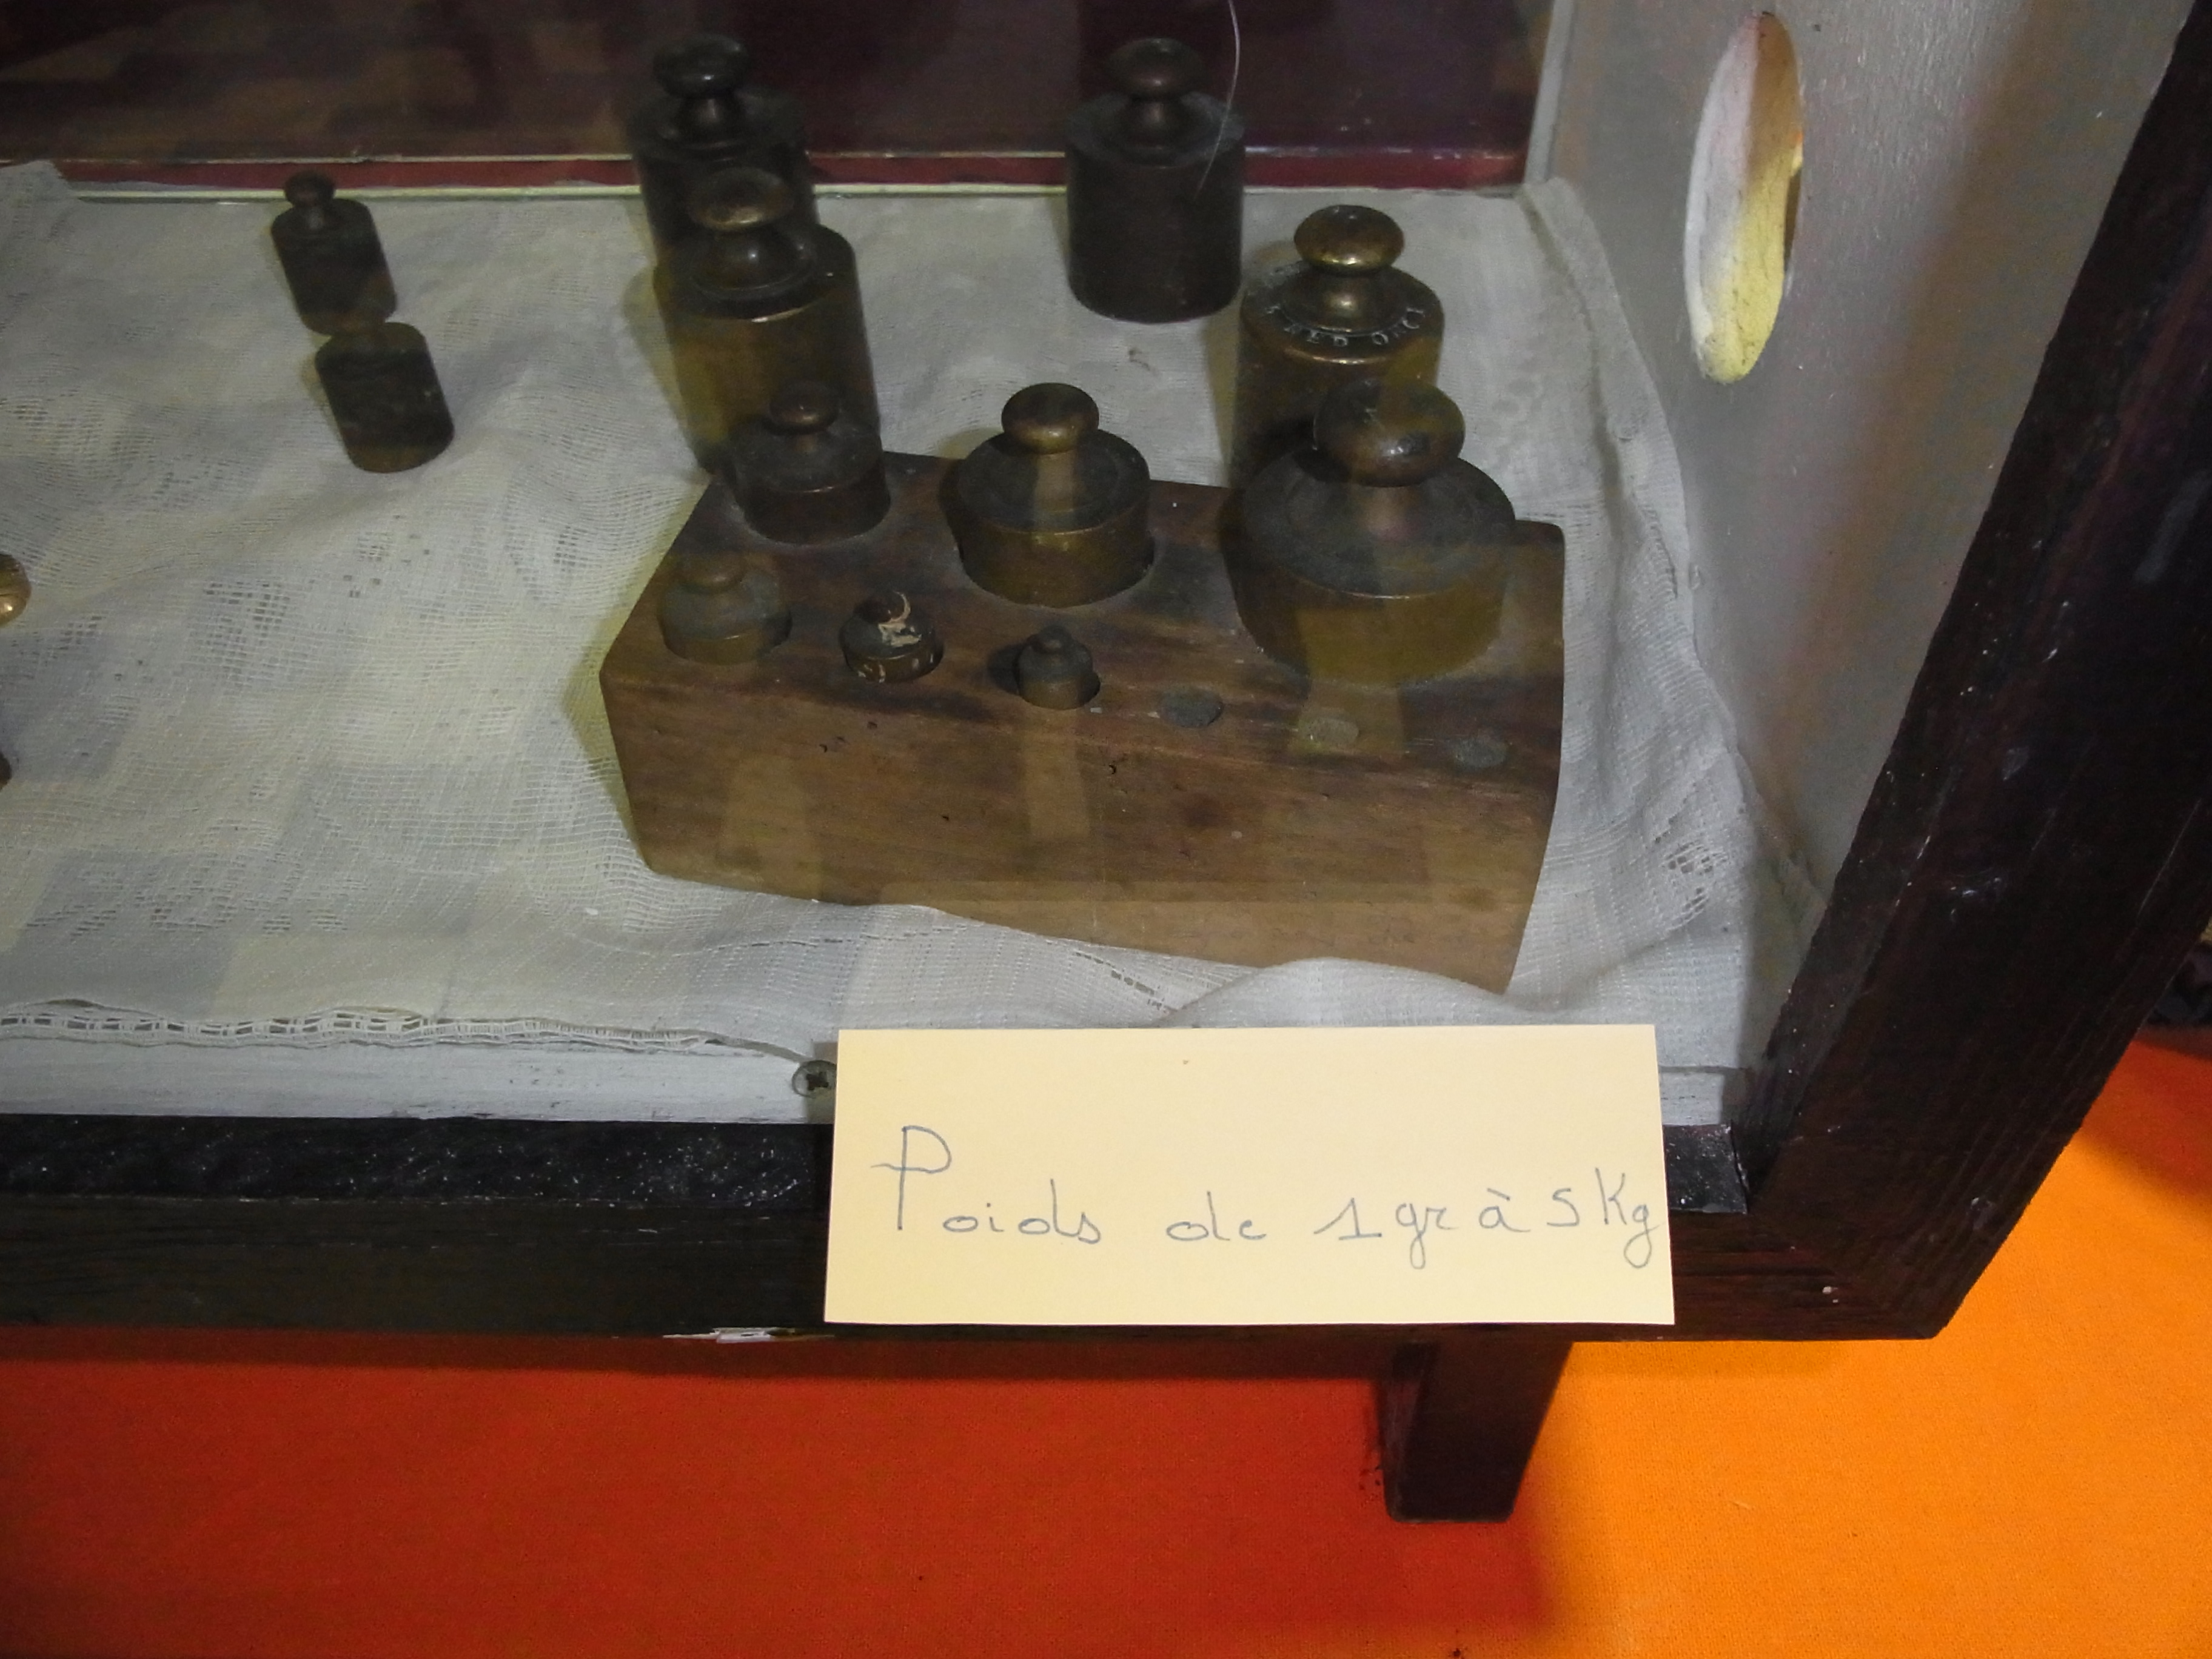 Poids de 1gr à 5Kg